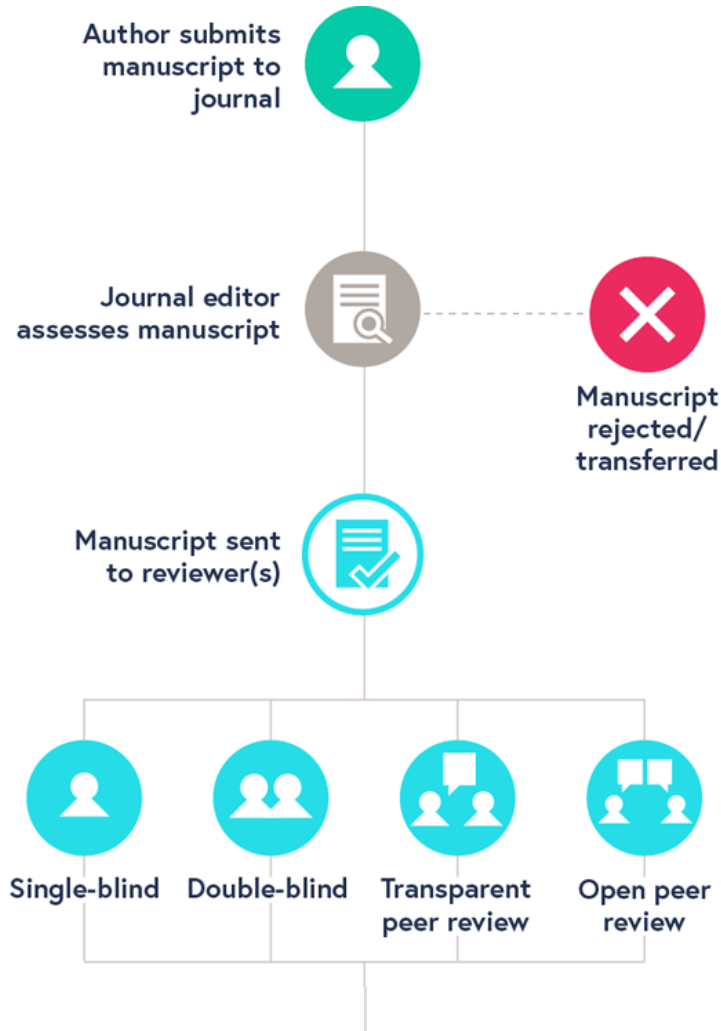 Author submits
manuscript to
journal
Journal editor
assesses manuscript
Manuscript
rejected/
transferred
Manuscript sent
to reviewer(s)
Single-blind
Double-blind
Transparent
peer review
Open peer
review